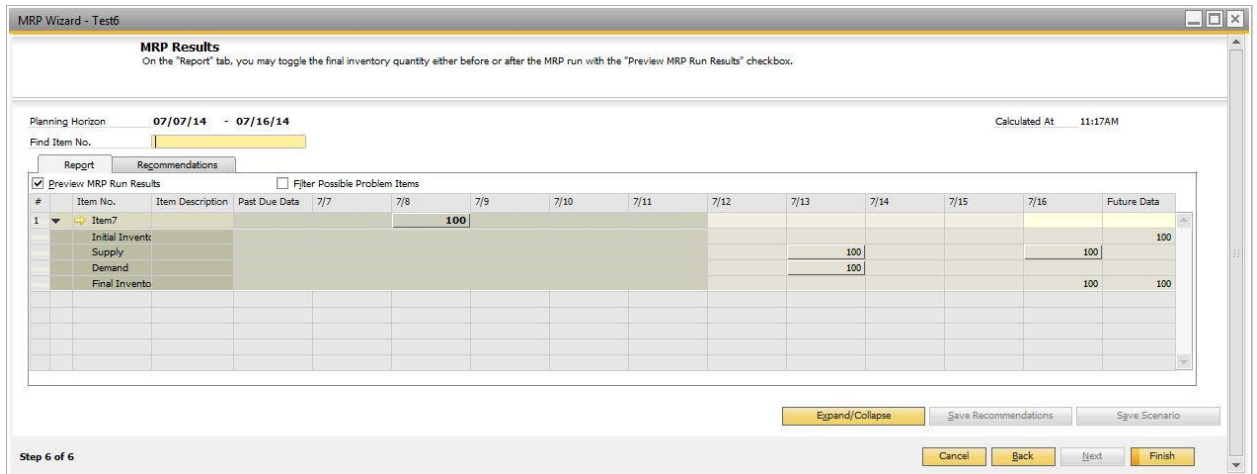 MRP Wizard - Test6
MRP Results
On the "Report" tab, you may toggle the final inventory quantity either before or after the MRP run with the "Preview MRP Run Results" checkbox.
Planning Horizon 07/07/14 - 07/16/14 Calculated At 11:17AM
Find Item No.
Report Recommendations
Preview MRP Run Results Filter Possible Problem Items
# Item No. Item Description Past Due Data 7/7 7/8 7/9 7/10 7/11 7/12 7/13 7/14 7/15 7/16 Future Data
1 Item7 100
Initial Invento 100
Supply 100 100
Demand 100
Final Invento 100 100
Expand/Collapse Save Recommendations Save Scenario
Step 6 of 6 Cancel Back Next Finish